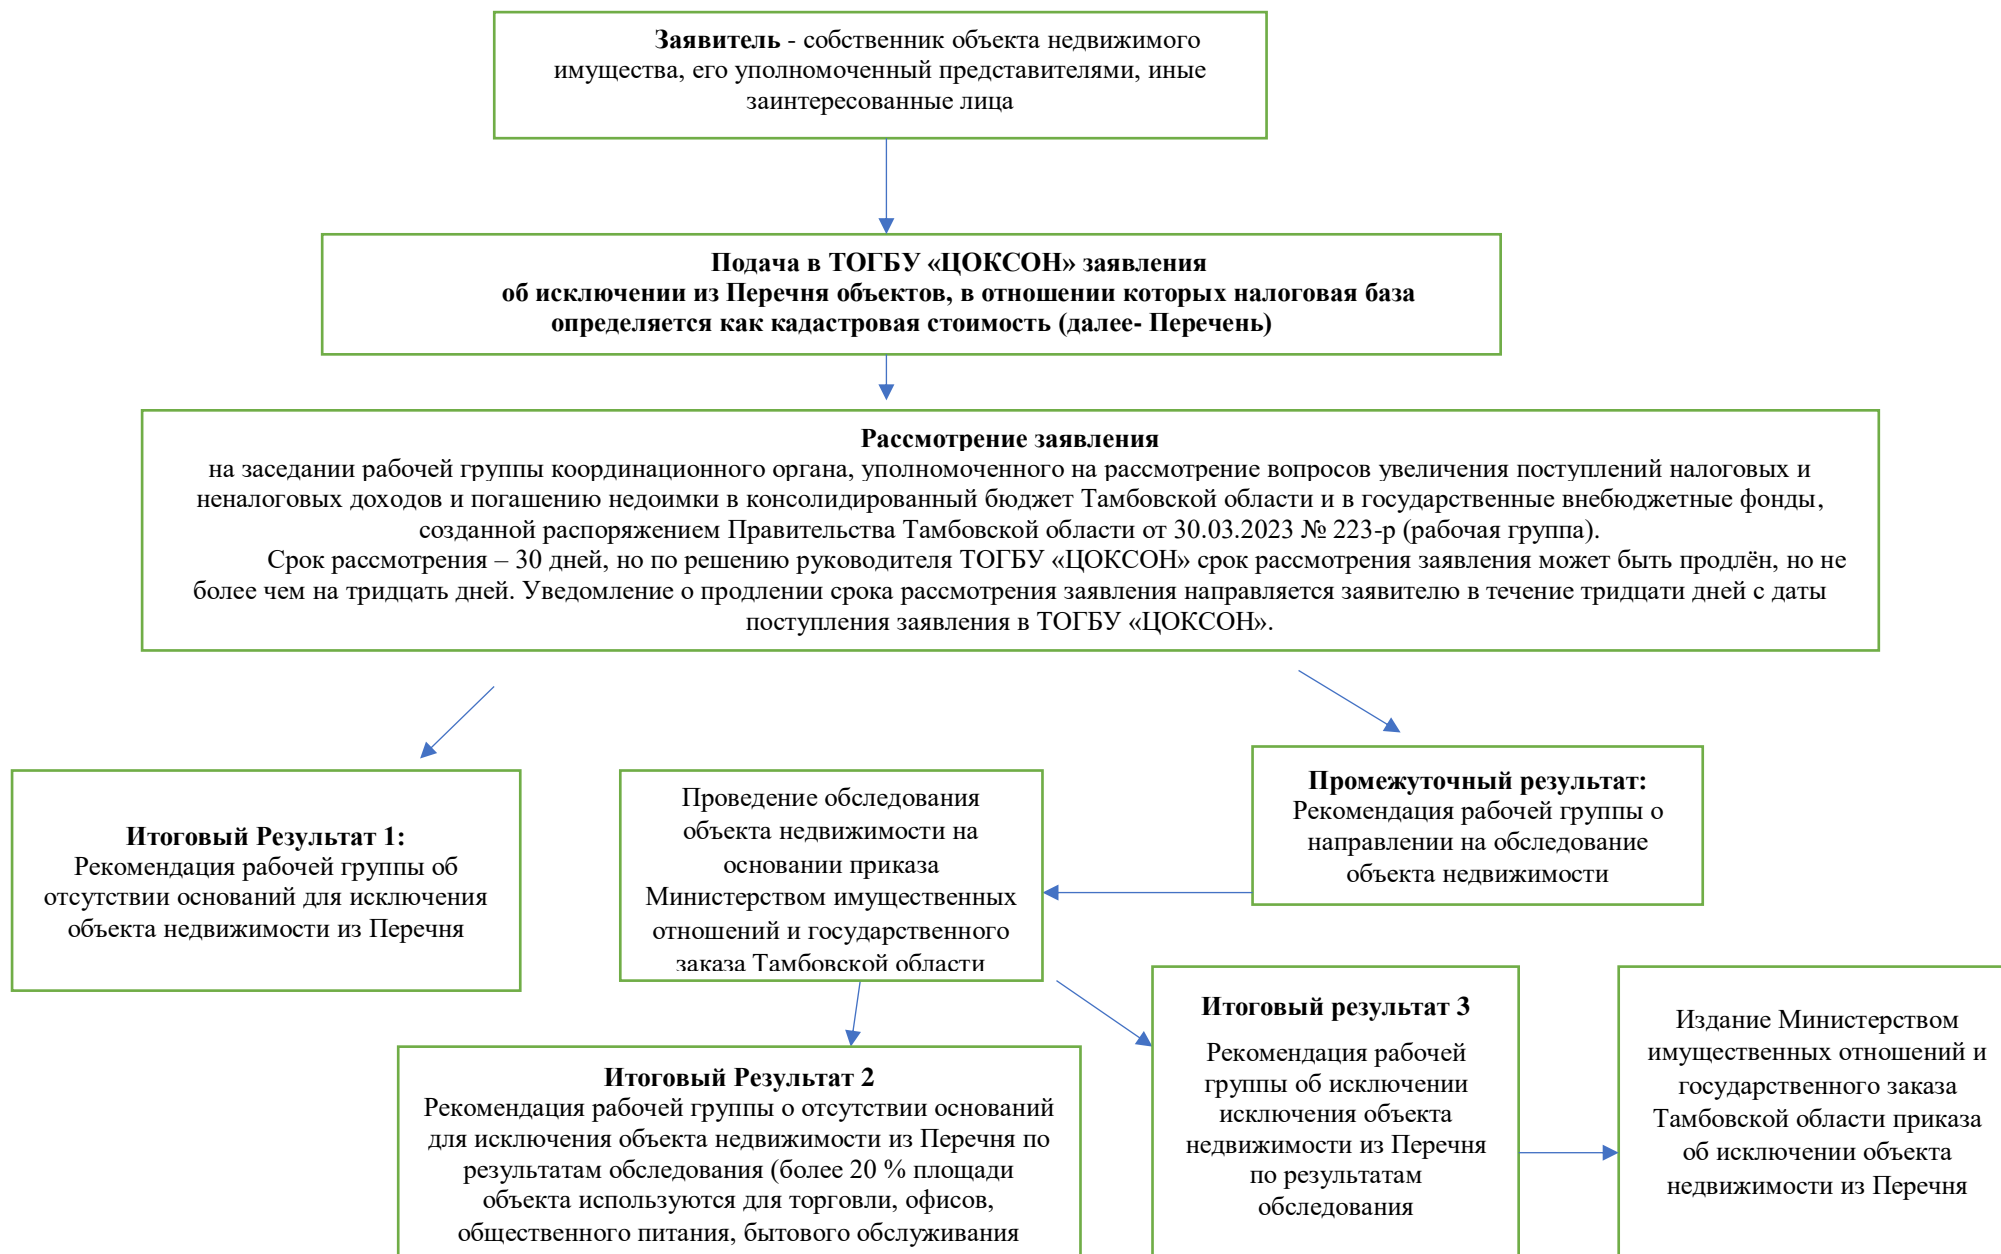 Заявитель - собственник объекта недвижимого
имущества, его уполномоченный представителями, иные
заинтересованные лица
Подача в ТОГБУ «ЦОКСОН» заявления
об исключении из Перечня объектов, в отношении которых налоговая база
определяется как кадастровая стоимость (далее- Перечень)
Рассмотрение заявления
на заседании рабочей группы координационного органа, уполномоченного на рассмотрение вопросов увеличения поступлений налоговых и
неналоговых доходов и погашению недоимки в консолидированный бюджет Тамбовской области и в государственные внебюджетные фонды,
созданной распоряжением Правительства Тамбовской области от 30.03.2023 № 223-р (рабочая группа).
Срок рассмотрения – 30 дней, но по решению руководителя ТОГБУ «ЦОКСОН» срок рассмотрения заявления может быть продлён, но не
более чем на тридцать дней. Уведомление о продлении срока рассмотрения заявления направляется заявителю в течение тридцати дней с даты
поступления заявления в ТОГБУ «ЦОКСОН».
Итоговый Результат 1:
Рекомендация рабочей группы об
отсутствии оснований для исключения
объекта недвижимости из Перечня
Проведение обследования
объекта недвижимости на
основании приказа
Министерством имущественных
отношений и государственного
заказа Тамбовской области
Промежуточный результат:
Рекомендация рабочей группы о
направлении на обследование
объекта недвижимости
Итоговый Результат 2
Рекомендация рабочей группы о отсутствии оснований
для исключения объекта недвижимости из Перечня по
результатам обследования (более 20 % площади
объекта используются для торговли, офисов,
общественного питания, бытового обслуживания
Итоговый результат 3
Рекомендация рабочей
группы об исключении
исключения объекта
недвижимости из Перечня
по результатам
обследования
Издание Министерством
имущественных отношений и
государственного заказа
Тамбовской области приказа
об исключении объекта
недвижимости из Перечня